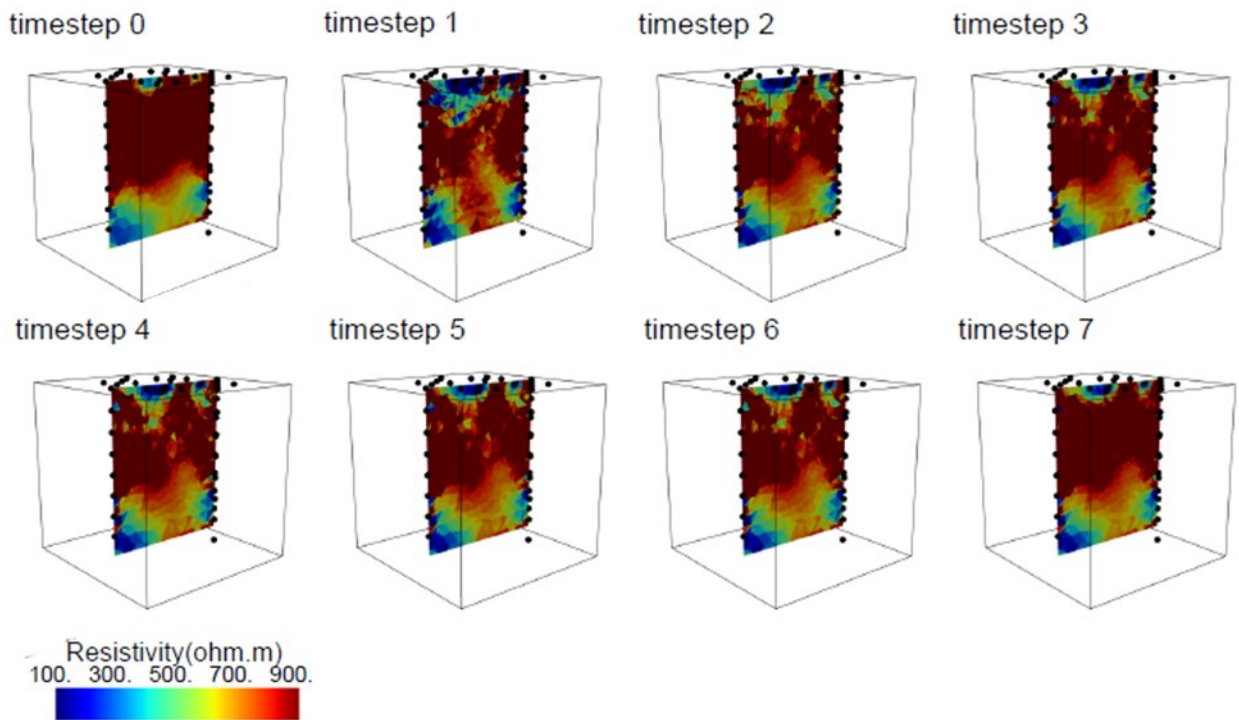 timestep 0
timestep 1
timestep 2
timestep 3
timestep 4
timestep 5
timestep 6
timestep 7
Resistivity(ohm.m)
100. 300. 500. 700. 900.